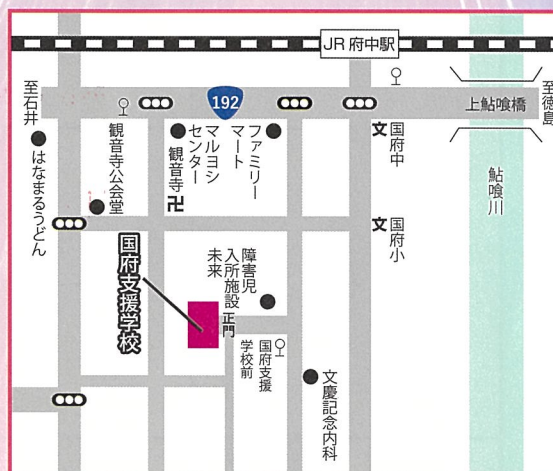 JR 府中駅
192
至石井
至徳島
上鮎喰橋
鮎喰川
はなまるうどん
観音寺公会堂
観音寺
マルヨシ
センター
ファミリー
マート
国府中
国府小
国府支援学校
障害児
入所施設
未来
正門
国府支援
学校前
文慶記念内科